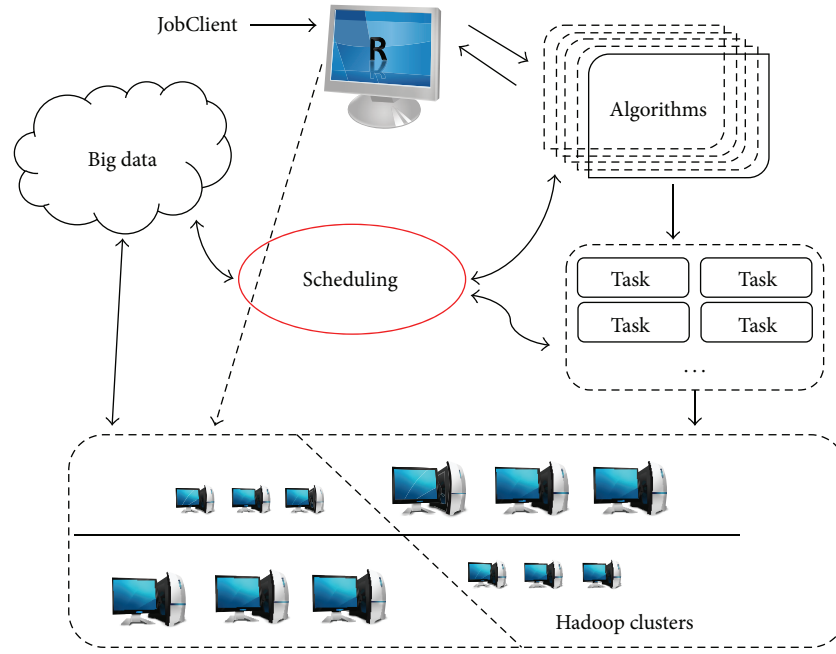 JobClient
R
Algorithms
Big data
Scheduling
Task Task
Task Task
...
Hadoop clusters